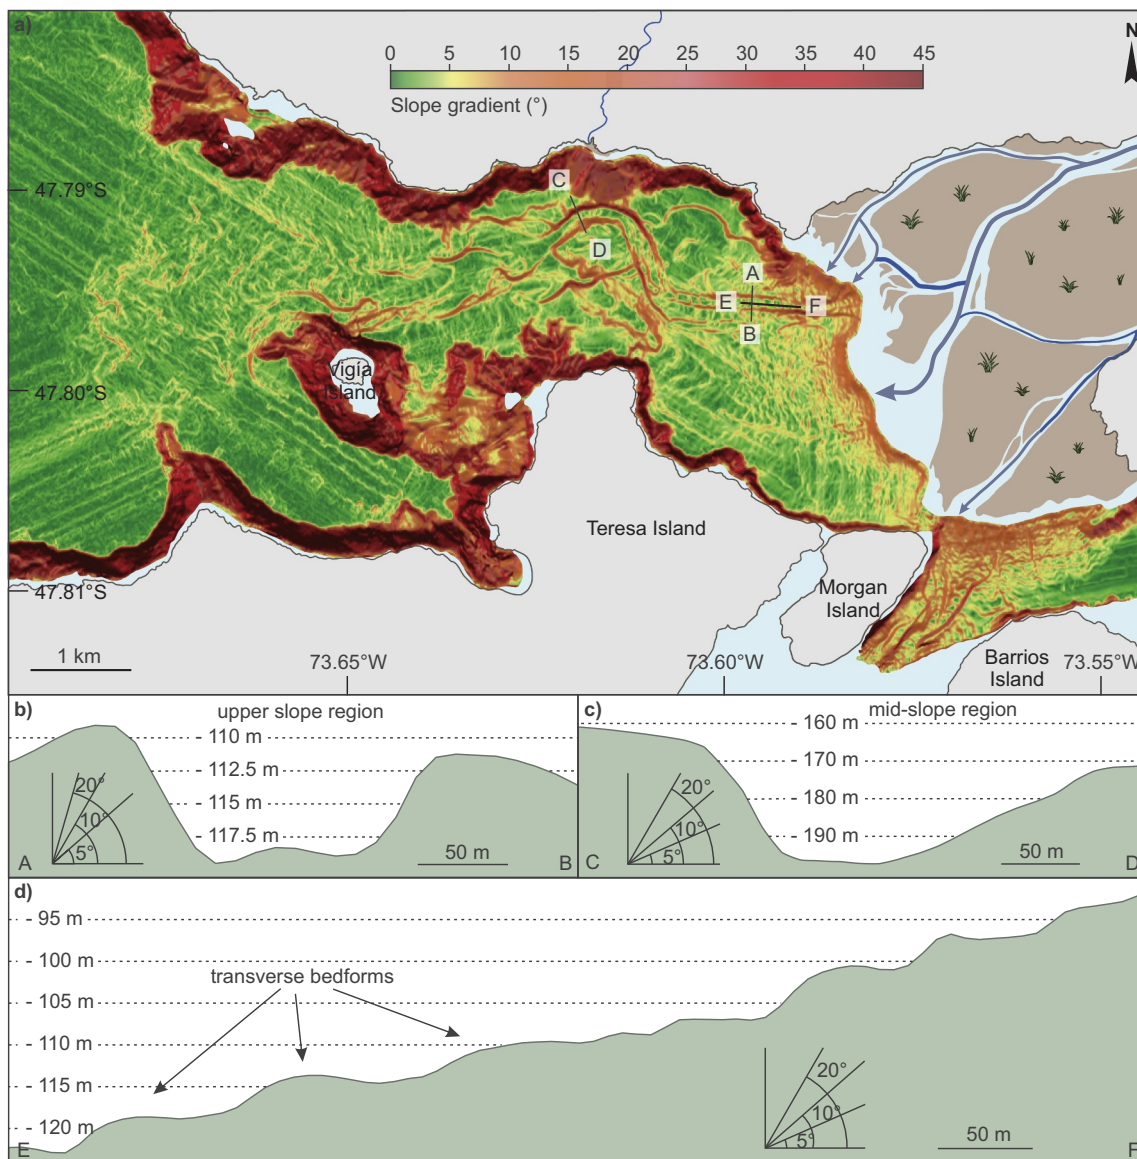 a)
N
0 5 10 15 20 25 30 35 40 45
Slope gradient (°)
47.79°S
C
D
A
E
F
B
47.80°S
Vigía
Island
Teresa Island
Morgan
Island
Barrios
Island
47.81°S
1 km
73.65°W
73.60°W
73.55°W
b)
upper slope region
- 110 m
- 112.5 m
- 115 m
- 117.5 m
20°
10°
5°
50 m
A
B
c)
mid-slope region
- 160 m
- 170 m
- 180 m
- 190 m
20°
10°
5°
50 m
C
D
d)
- 95 m
- 100 m
- 105 m
- 110 m
- 115 m
- 120 m
transverse bedforms
20°
10°
5°
50 m
E
F